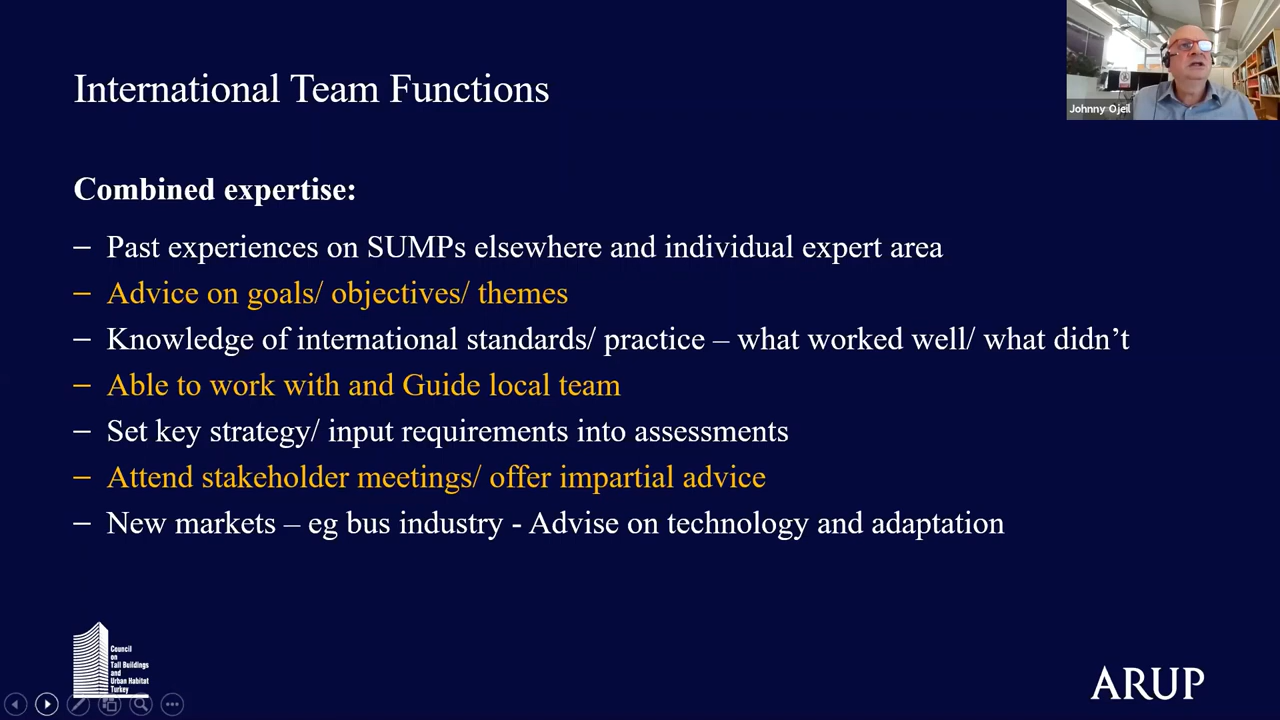 International Team Functions
Johnny Ojeil
Combined expertise:
– Past experiences on SUMPs elsewhere and individual expert area
– Advice on goals/ objectives/ themes
– Knowledge of international standards/ practice – what worked well/ what didn’t
– Able to work with and Guide local team
– Set key strategy/ input requirements into assessments
– Attend stakeholder meetings/ offer impartial advice
– New markets – eg bus industry - Advise on technology and adaptation
Council
on
Tall Buildings
and
Urban Habitat
Turkey
ARUP